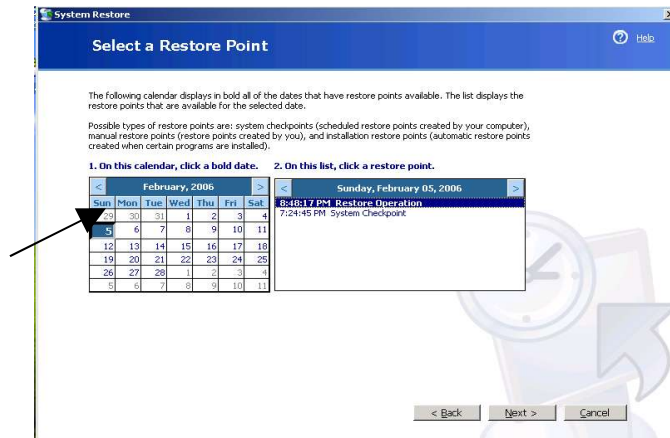 System Restore
Select a Restore Point
Help
The following calendar displays in bold all of the dates that have restore points available. The list displays the
restore points that are available for the selected date.
Possible types of restore points are: system checkpoints (scheduled restore points created by your computer),
manual restore points (restore points created by you), and installation restore points (automatic restore points
created when certain programs are installed).
1. On this calendar, click a bold date. 2. On this list, click a restore point.
< February, 2006 > < Sunday, February 05, 2006 >
Sun Mon Tue Wed Thu Fri Sat
8:48:17 PM Restore Operation
29 30 31 1 2 3 4
7:24:45 PM System Checkpoint
5 6 7 8 9 10 11
12 13 14 15 16 17 18
19 20 21 22 23 24 25
26 27 28 1 2 3 4
5 6 7 8 9 10 11
< Back Next > Cancel